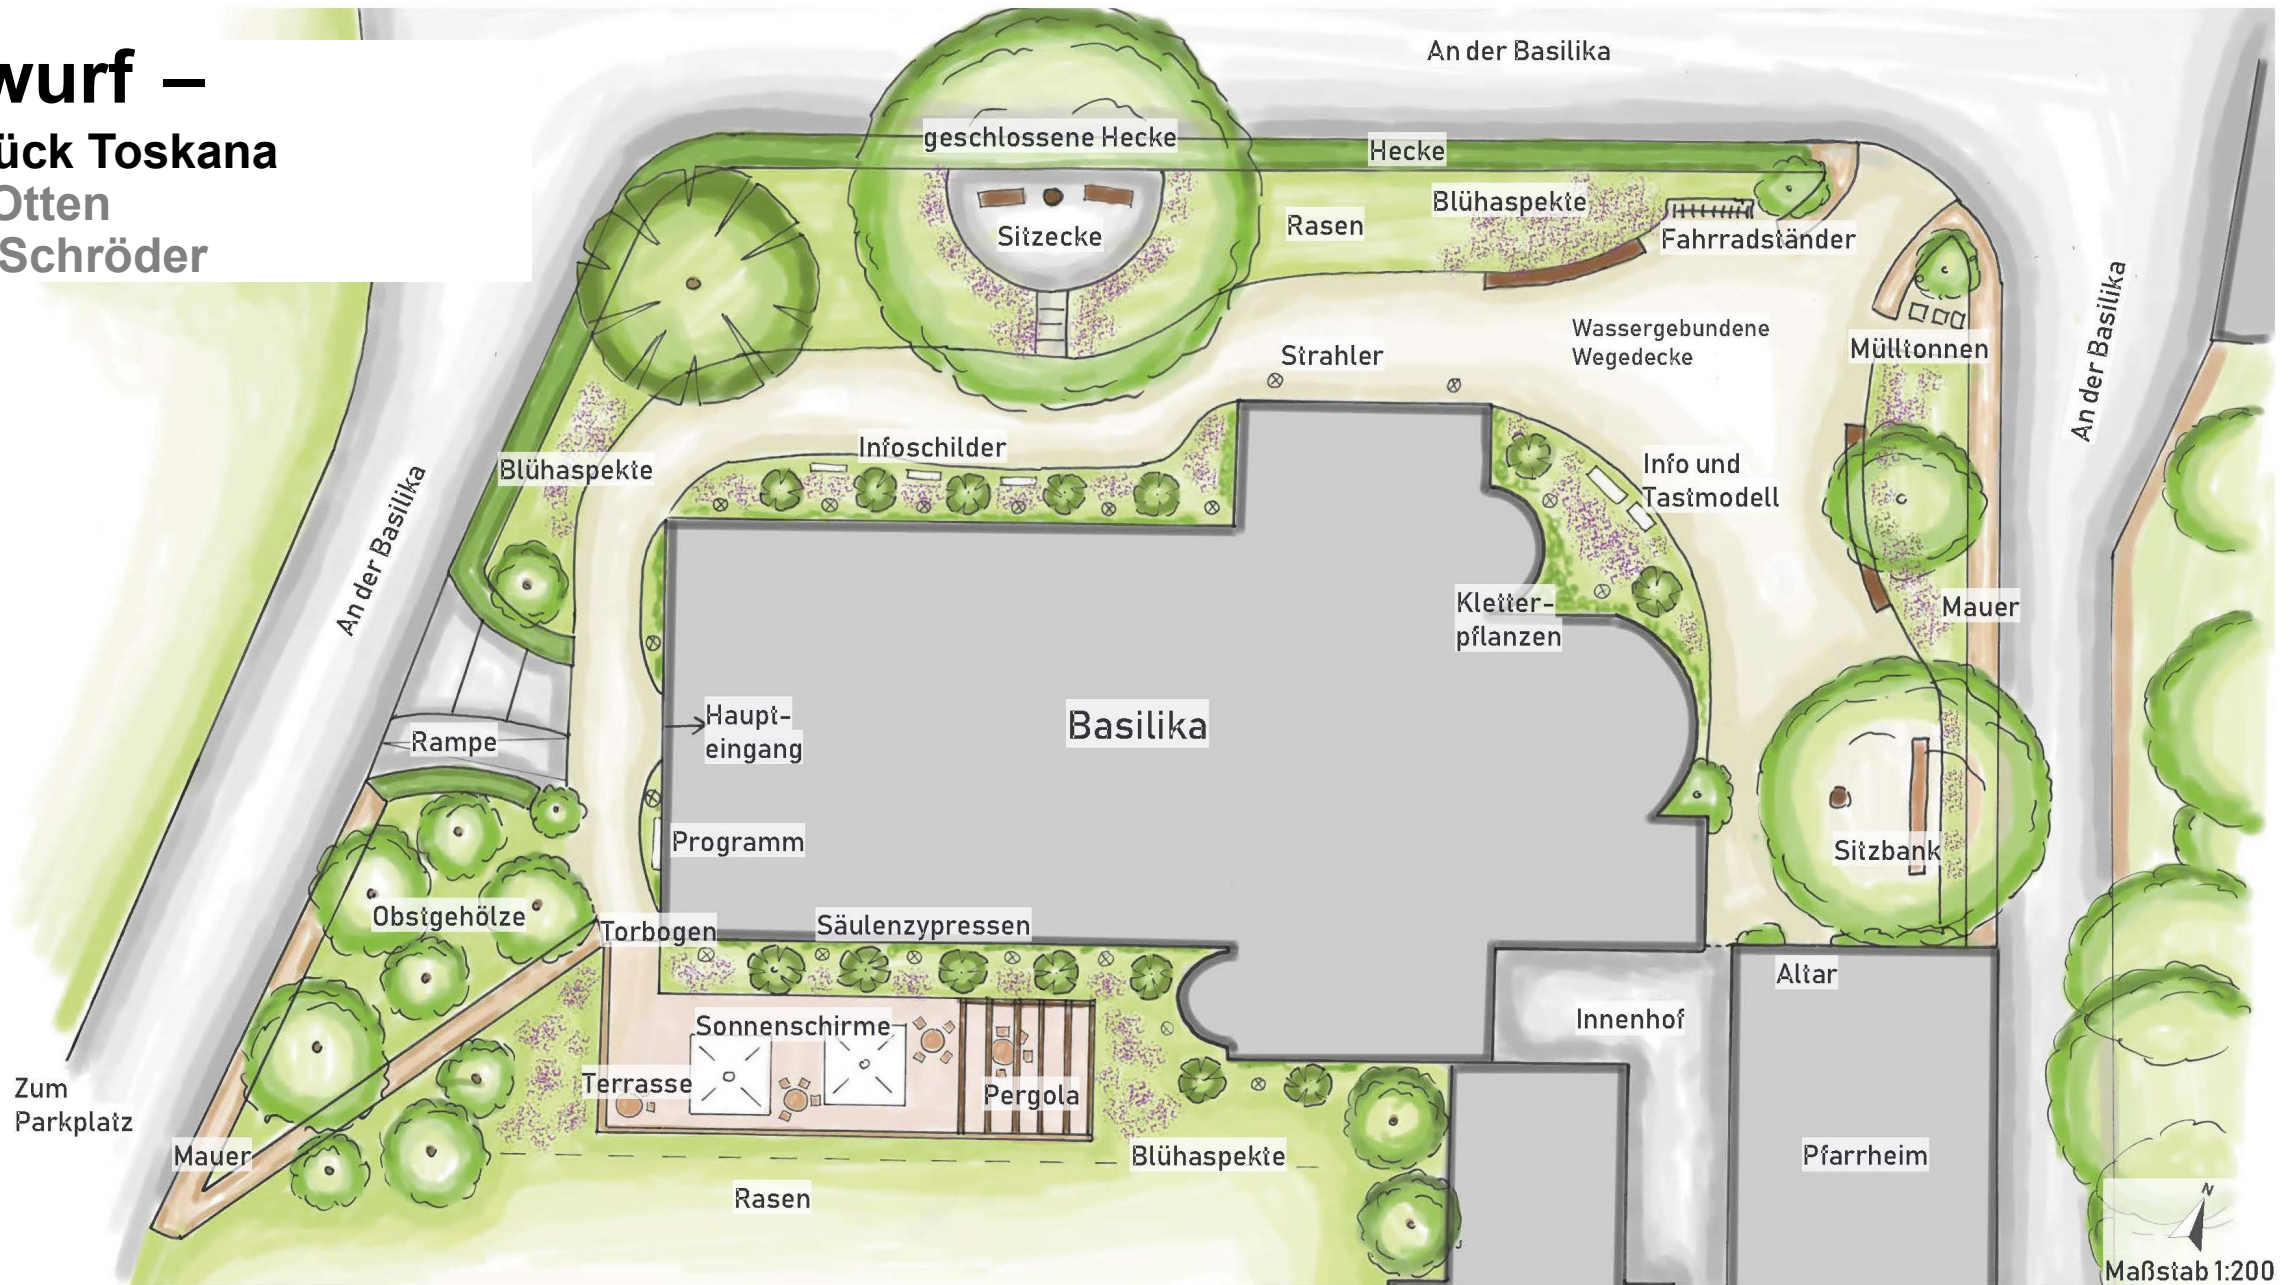 wurf –
ück Toskana
Otten
Schröder
An der Basilika
geschlossene Hecke
Hecke
Blühaspekte
Sitzecke
Rasen
Fahrradständer
An der Basilika
Wassergebundene
Wegedecke
Strahler
Mülltonnen
Infoschilder
Blühaspekte
Info und
Tastmodell
An der Basilika
Kletter-
pflanzen
Mauer
Haupt-
eingang
Basilika
Rampe
Programm
Sitzbank
Obstgehölze
Torbogen
Säulenzypressen
Altar
Sonnenschirme
Innenhof
Terrasse
Pergola
Zum
Parkplatz
Mauer
Blühaspekte
Pfarrheim
Rasen
N
Maßstab 1:200